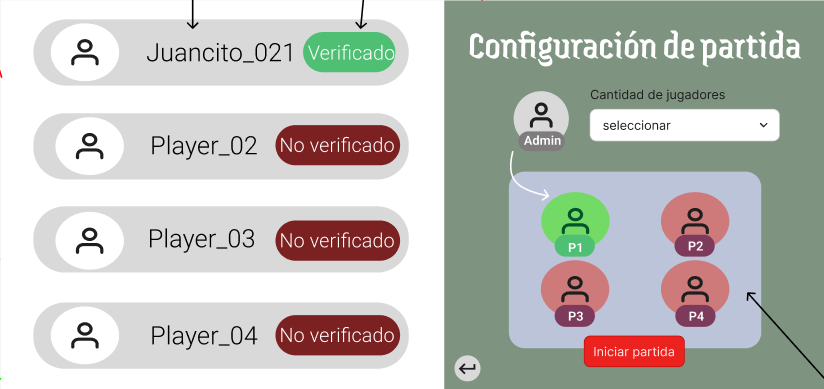 Juancito_021 Verificado
Player_02 No verificado
Player_03 No verificado
Player_04 No verificado
Configuración de partida
Cantidad de jugadores
seleccionar
Admin
P1 P2
P3 P4
Iniciar partida